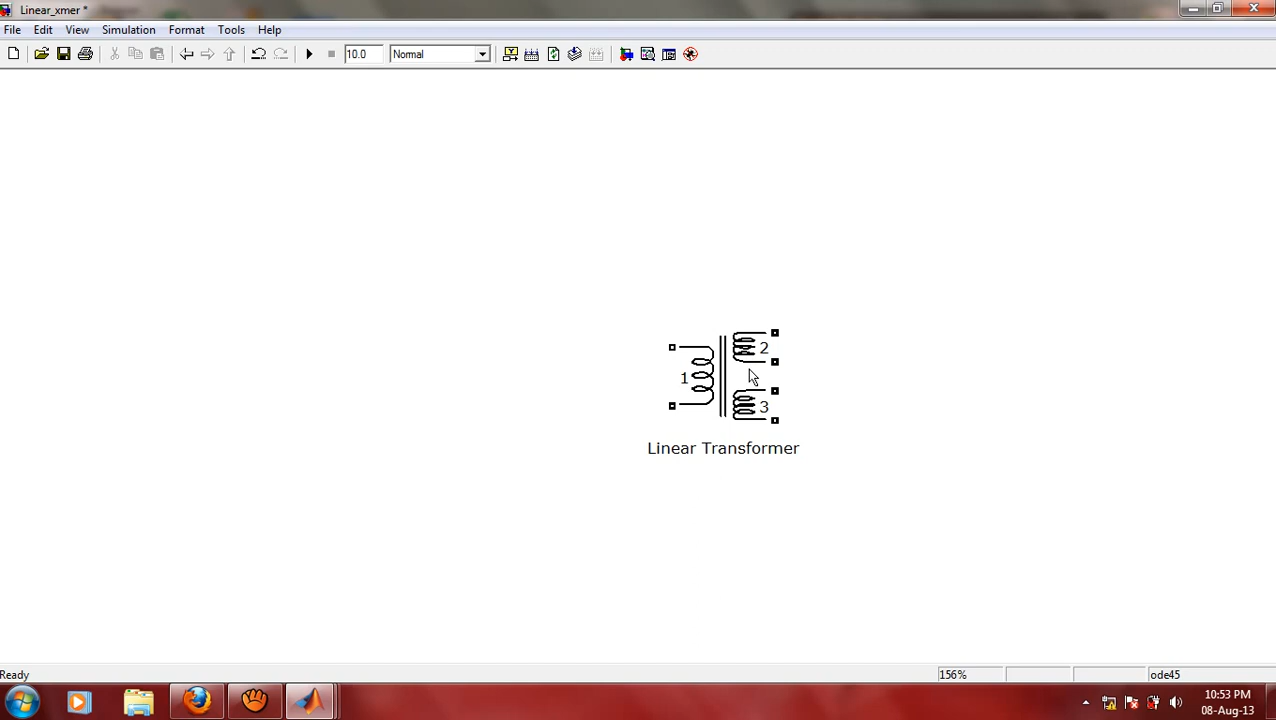 Linear_xmer *
File Edit View Simulation Format Tools Help
10.0 Normal
2
1
3
Linear Transformer
Ready 156% ode45
10:53 PM
08-Aug-13